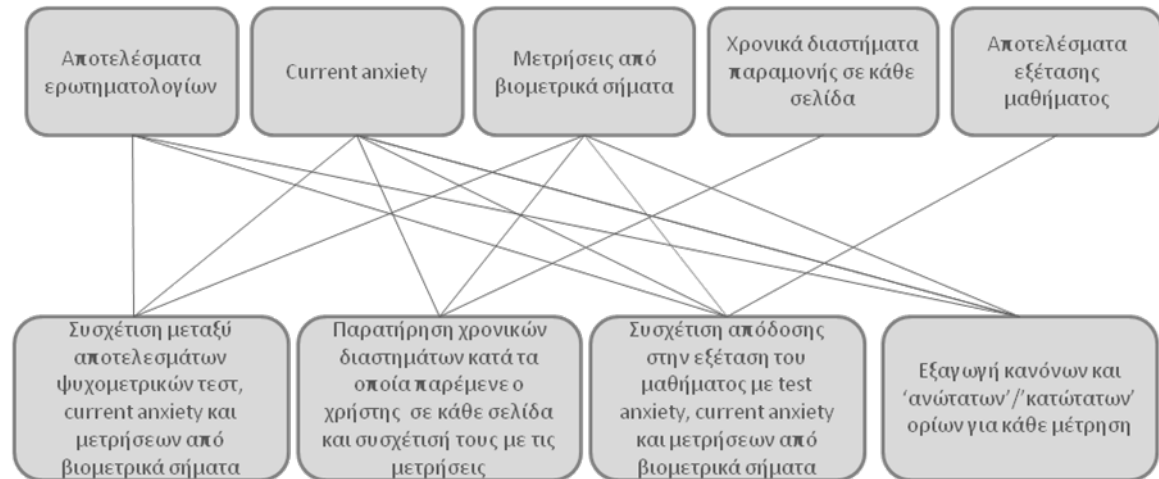 Αποτελέσματα
ερωτηματολογίων
Current anxiety
Μετρήσεις από
βιομετρικά σήματα
Χρονικά διαστήματα
παραμονής σε κάθε
σελίδα
Αποτελέσματα
εξέτασης
μαθήματος
Συσχέτιση μεταξύ
αποτελεσμάτων
ψυχομετρικών τεστ,
current anxiety και
μετρήσεων από
βιομετρικά σήματα
Παρατήρηση χρονικών
διαστημάτων κατά τα
οποία παρέμενε ο
χρήστης σε κάθε σελίδα
και συσχέτισή τους με τις
μετρήσεις
Συσχέτιση απόδοσης
στην εξέταση του
μαθήματος με test
anxiety, current anxiety
και μετρήσεων από
βιομετρικά σήματα
Εξαγωγή κανόνων και
‘ανώτατων’/’κατώτατων’
ορίων για κάθε μέτρηση